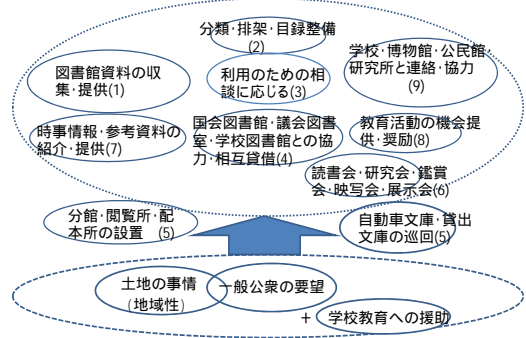 分類･排架･目録整備
(2)
図書館資料の収
集･提供(1)
利用のための相
談に応じる(3)
学校･博物館･公民館･
研究所と連絡･協力
(9)
時事情報･参考資料の
紹介･提供(7)
国会図書館･議会図書
室･学校図書館との協
力･相互貸借(4)
教育活動の機会提
供･奨励(8)
読書会･研究会･鑑賞
会･映写会･展示会(6)
分館･閲覧所･配
本所の設置 (5)
自動車文庫･貸出
文庫の巡回(5)
土地の事情
(地域性)
一般公衆の要望
+ 学校教育への援助